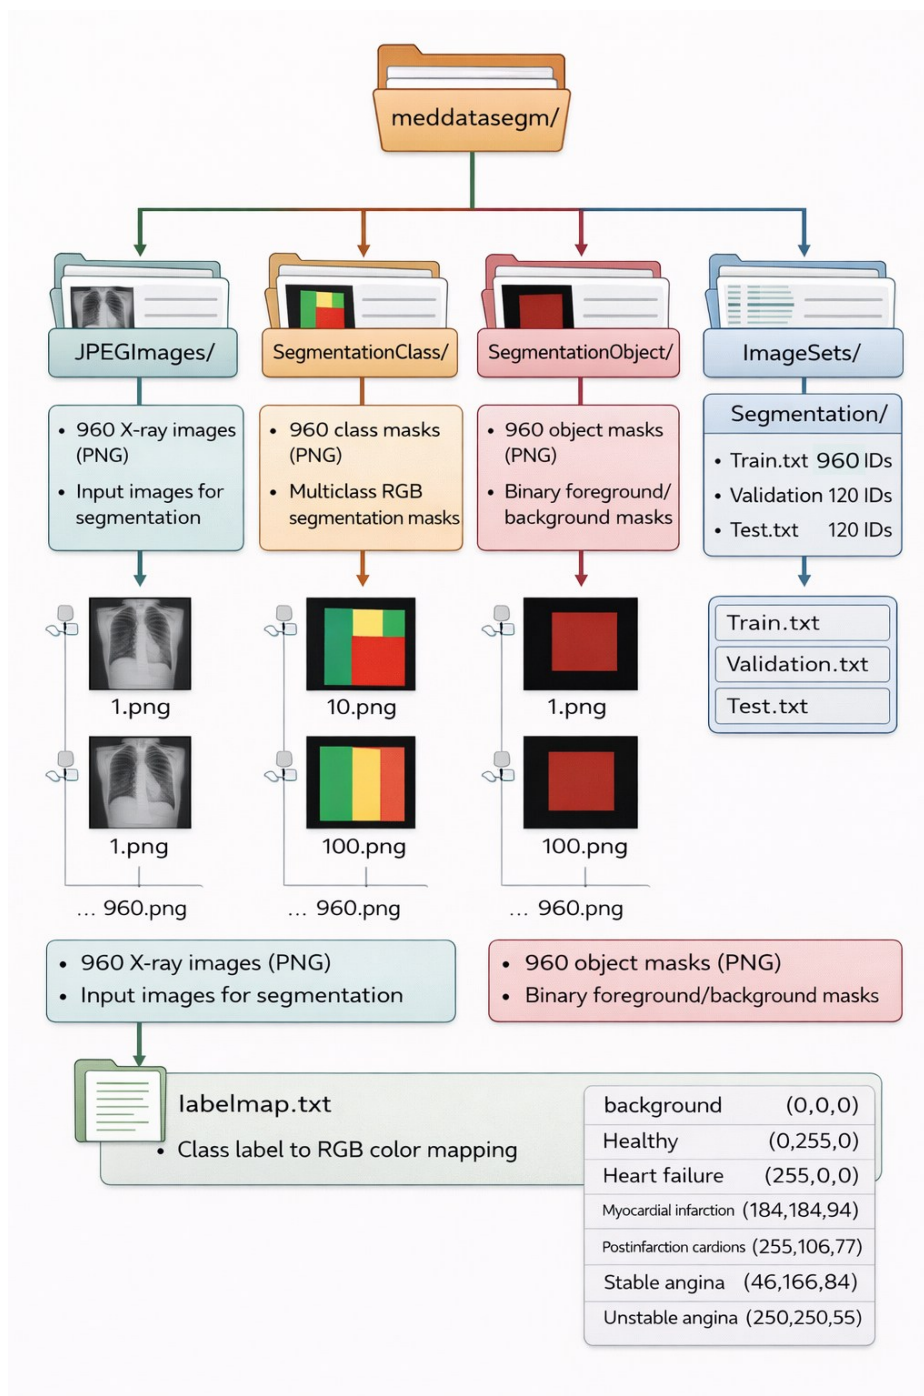 meddatasegm/
JPEGImages/
SegmentationClass/
SegmentationObject/
ImageSets/
• 960 X-ray images
(PNG)
• Input images for
segmentation
• 960 class masks
(PNG)
• Multiclass RGB
segmentation masks
• 960 object masks
(PNG)
• Binary foreground/
background masks
Segmentation/
• Train.txt 960 IDs
• Validation 120 IDs
• Test.txt 120 IDs
1.png
10.png
1.png
Train.txt
Validation.txt
Test.txt
1.png
100.png
100.png
... 960.png
... 960.png
... 960.png
• 960 X-ray images (PNG)
• Input images for segmentation
• 960 object masks (PNG)
• Binary foreground/background masks
labelmap.txt
• Class label to RGB color mapping
background (0,0,0)
Healthy (0,255,0)
Heart failure (255,0,0)
Myocardial infarction (184,184,94)
Postinfarction cardions (255,106,77)
Stable angina (46,166,84)
Unstable angina (250,250,55)